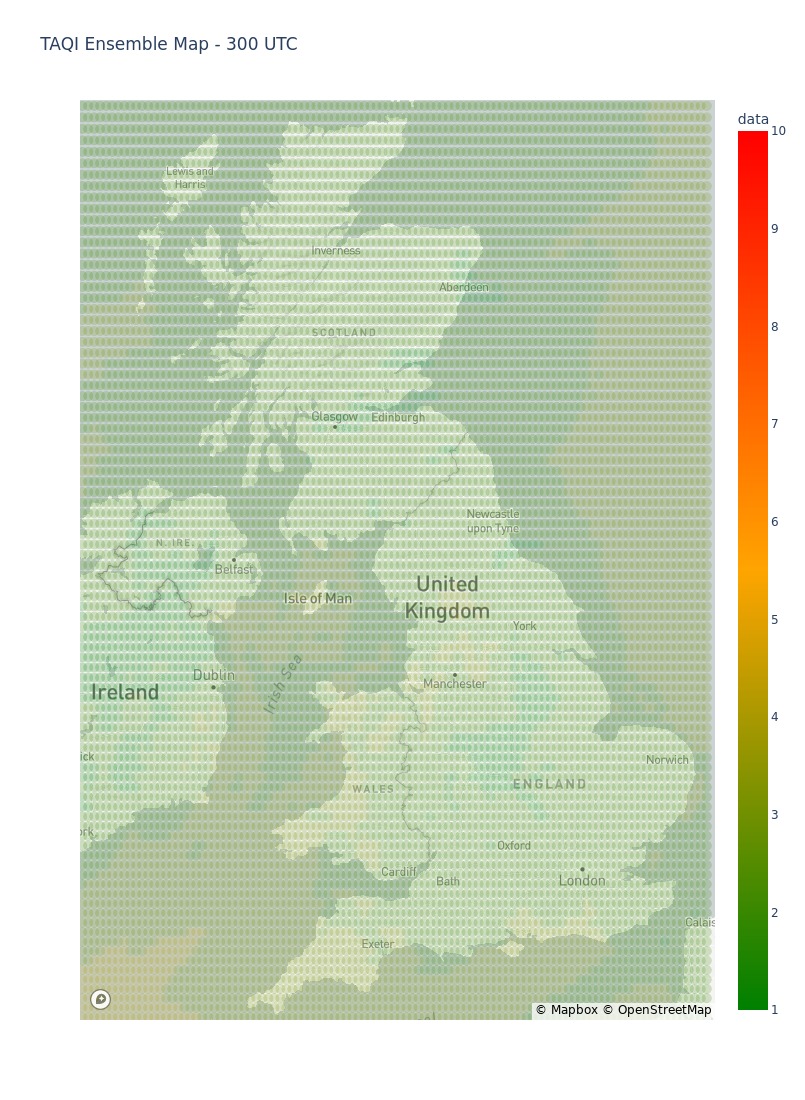 TAQI Ensemble Map - 300 UTC
data
10
9
8
7
6
5
4
3
2
1
Lewis and
Harris
Inverness
Aberdeen
SCOTLAND
Glasgow
Edinburgh
Newcastle
upon Tyne
N. IRE.
Belfast
United
Kingdom
Isle of Man
York
Irish Sea
Dublin
Manchester
Ireland
ick
Norwich
WALES
ENGLAND
ork
Oxford
Cardiff
Bath
London
Calais
Exeter
© Mapbox © OpenStreetMap